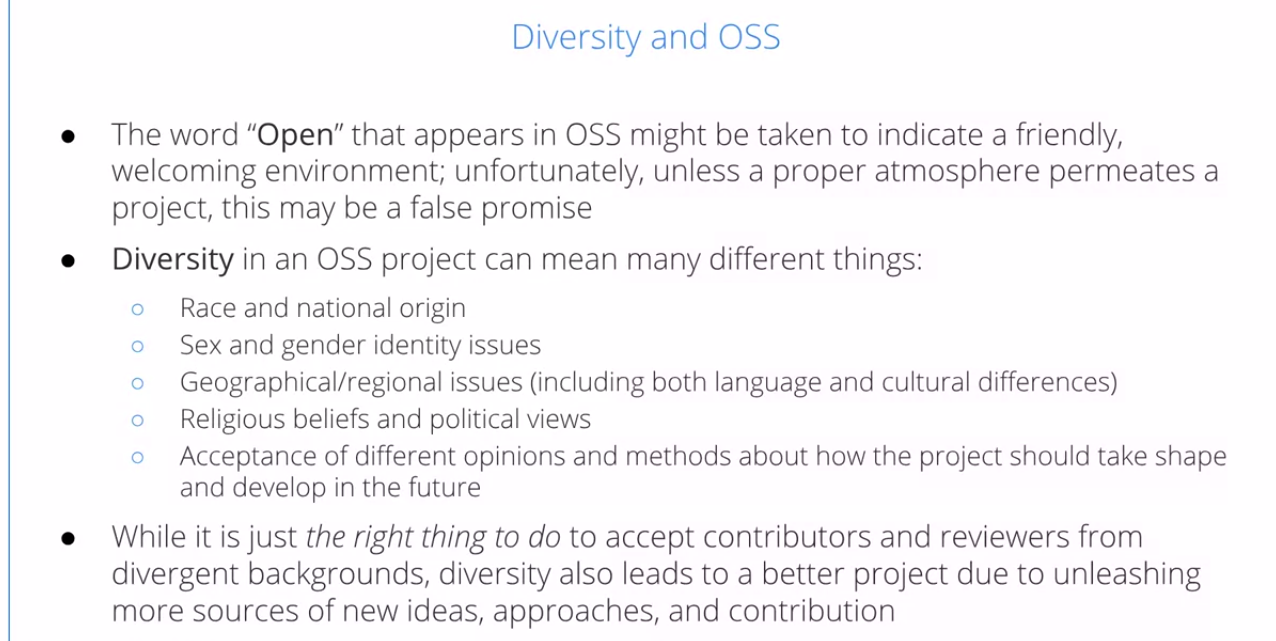 Diversity and OSS
● The word “Open” that appears in OSS might be taken to indicate a friendly,
welcoming environment; unfortunately, unless a proper atmosphere permeates a
project, this may be a false promise
● Diversity in an OSS project can mean many different things:
○ Race and national origin
○ Sex and gender identity issues
○ Geographical/regional issues (including both language and cultural differences)
○ Religious beliefs and political views
○ Acceptance of different opinions and methods about how the project should take shape
and develop in the future
● While it is just the right thing to do to accept contributors and reviewers from
divergent backgrounds, diversity also leads to a better project due to unleashing
more sources of new ideas, approaches, and contribution